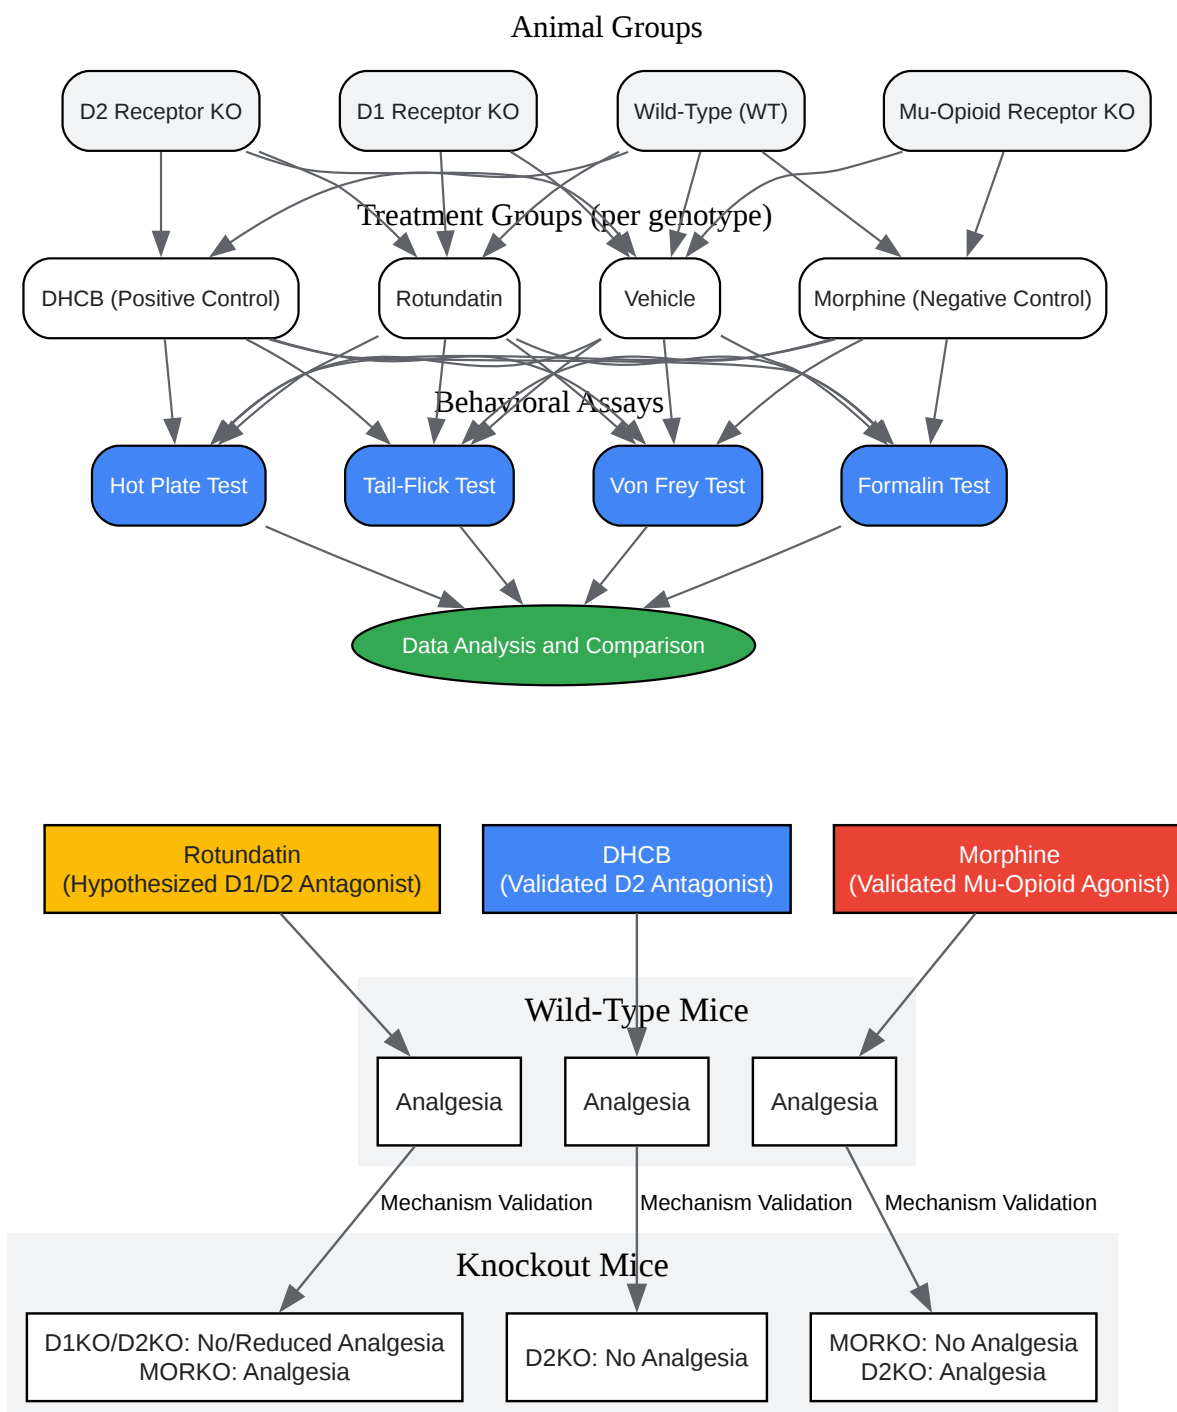 Animal Groups
D2 Receptor KO
D1 Receptor KO
Wild-Type (WT)
Mu-Opioid Receptor KO
Treatment Groups (per genotype)
DHCB (Positive Control)
Rotundatin
Vehicle
Morphine (Negative Control)
Behavioral Assays
Hot Plate Test
Tail-Flick Test
Von Frey Test
Formalin Test
Data Analysis and Comparison
Rotundatin
(Hypothesized D1/D2 Antagonist)
DHCB
(Validated D2 Antagonist)
Morphine
(Validated Mu-Opioid Agonist)
Wild-Type Mice
Analgesia
Analgesia
Analgesia
Mechanism Validation
Mechanism Validation
Mechanism Validation
Knockout Mice
D1KO/D2KO: No/Reduced Analgesia
MORKO: Analgesia
D2KO: No Analgesia
MORKO: No Analgesia
D2KO: Analgesia